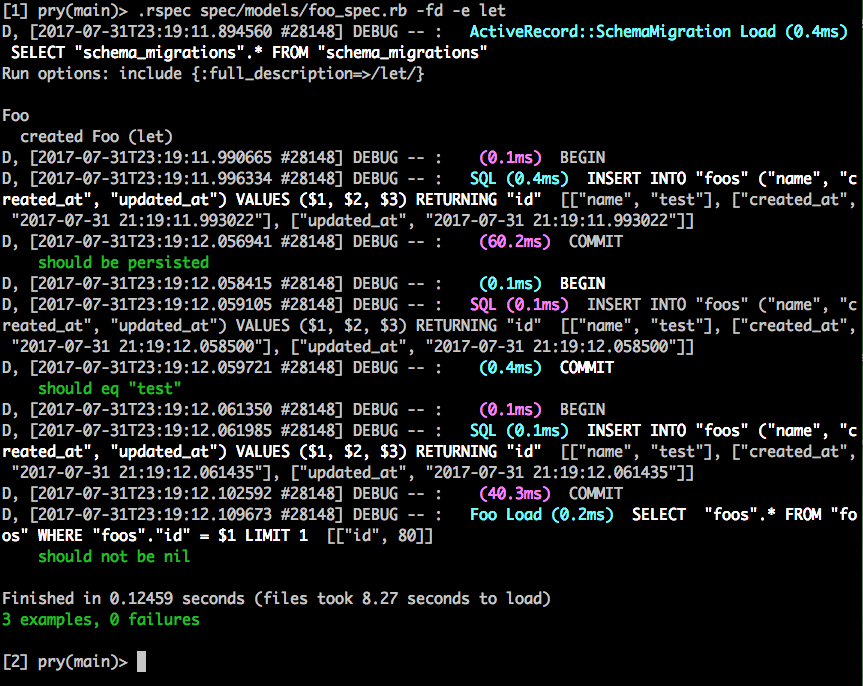 [1] pry(main)> .rspec spec/models/foo_spec.rb -fd -e let
D, [2017-07-31T23:19:11.894560 #28148] DEBUG -- :   ActiveRecord::SchemaMigration Load (0.4ms)
 SELECT "schema_migrations".* FROM "schema_migrations"
Run options: include {:full_description=>/let/}

Foo
  created Foo (let)
D, [2017-07-31T23:19:11.990665 #28148] DEBUG -- :    (0.1ms)  BEGIN
D, [2017-07-31T23:19:11.996334 #28148] DEBUG -- :   SQL (0.4ms)  INSERT INTO "foos" ("name", "c
reated_at", "updated_at") VALUES ($1, $2, $3) RETURNING "id"  [["name", "test"], ["created_at",
 "2017-07-31 21:19:11.993022"], ["updated_at", "2017-07-31 21:19:11.993022"]]
D, [2017-07-31T23:19:12.056941 #28148] DEBUG -- :    (60.2ms)  COMMIT
    should be persisted
D, [2017-07-31T23:19:12.058415 #28148] DEBUG -- :    (0.1ms)  BEGIN
D, [2017-07-31T23:19:12.059105 #28148] DEBUG -- :   SQL (0.1ms)  INSERT INTO "foos" ("name", "c
reated_at", "updated_at") VALUES ($1, $2, $3) RETURNING "id"  [["name", "test"], ["created_at",
 "2017-07-31 21:19:12.058500"], ["updated_at", "2017-07-31 21:19:12.058500"]]
D, [2017-07-31T23:19:12.059721 #28148] DEBUG -- :    (0.4ms)  COMMIT
    should eq "test"
D, [2017-07-31T23:19:12.061350 #28148] DEBUG -- :    (0.1ms)  BEGIN
D, [2017-07-31T23:19:12.061985 #28148] DEBUG -- :   SQL (0.1ms)  INSERT INTO "foos" ("name", "c
reated_at", "updated_at") VALUES ($1, $2, $3) RETURNING "id"  [["name", "test"], ["created_at",
 "2017-07-31 21:19:12.061435"], ["updated_at", "2017-07-31 21:19:12.061435"]]
D, [2017-07-31T23:19:12.102592 #28148] DEBUG -- :    (40.3ms)  COMMIT
D, [2017-07-31T23:19:12.109673 #28148] DEBUG -- :   Foo Load (0.2ms)  SELECT  "foos".* FROM "fo
os" WHERE "foos"."id" = $1 LIMIT 1  [["id", 80]]
    should not be nil

Finished in 0.12459 seconds (files took 8.27 seconds to load)
3 examples, 0 failures

[2] pry(main)>